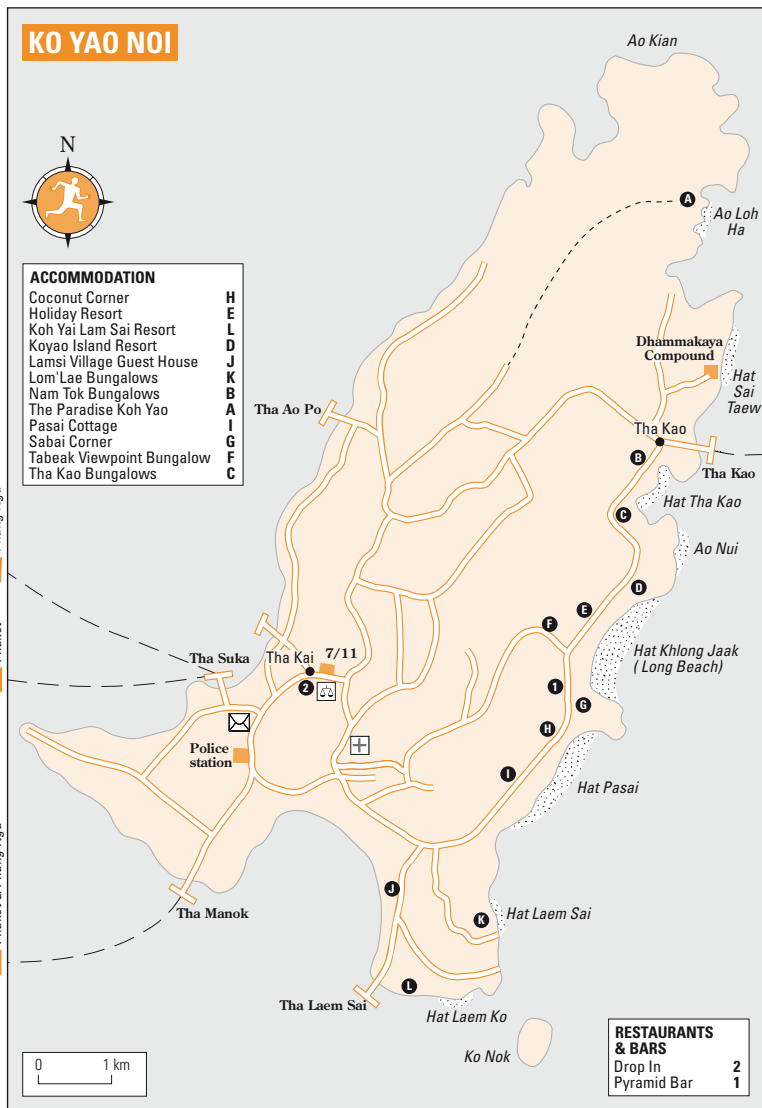 KO YAO NOI
N
ACCOMMODATION
Coconut Corner H
Holiday Resort E
Koh Yai Lam Sai Resort L
Koyao Island Resort D
Lamsi Village Guest House J
Lom'Lae Bungalows K
Nam Tok Bungalows B
The Paradise Koh Yao A
Pasai Cottage I
Sabai Corner G
Tabeak Viewpoint Bungalow F
Tha Kao Bungalows C
Ao Kian
A
Ao Loh
Ha
Dhammakaya
Compound
Hat
Sai
Taew
Tha Ao Po
Tha Kao
B
Tha Kao
Hat Tha Kao
C
Ao Nui
D
E
F
Hat Khlong Jaak
(Long Beach)
7/11
Tha Kai
Tha Suka
2
1
G
H
Police
station
I
Hat Pasai
Tha Manok
J
K
Hat Laem Sai
L
Tha Laem Sai
Hat Laem Ko
Ko Nok
0 1 km
RESTAURANTS
& BARS
Drop In 2
Pyramid Bar 1